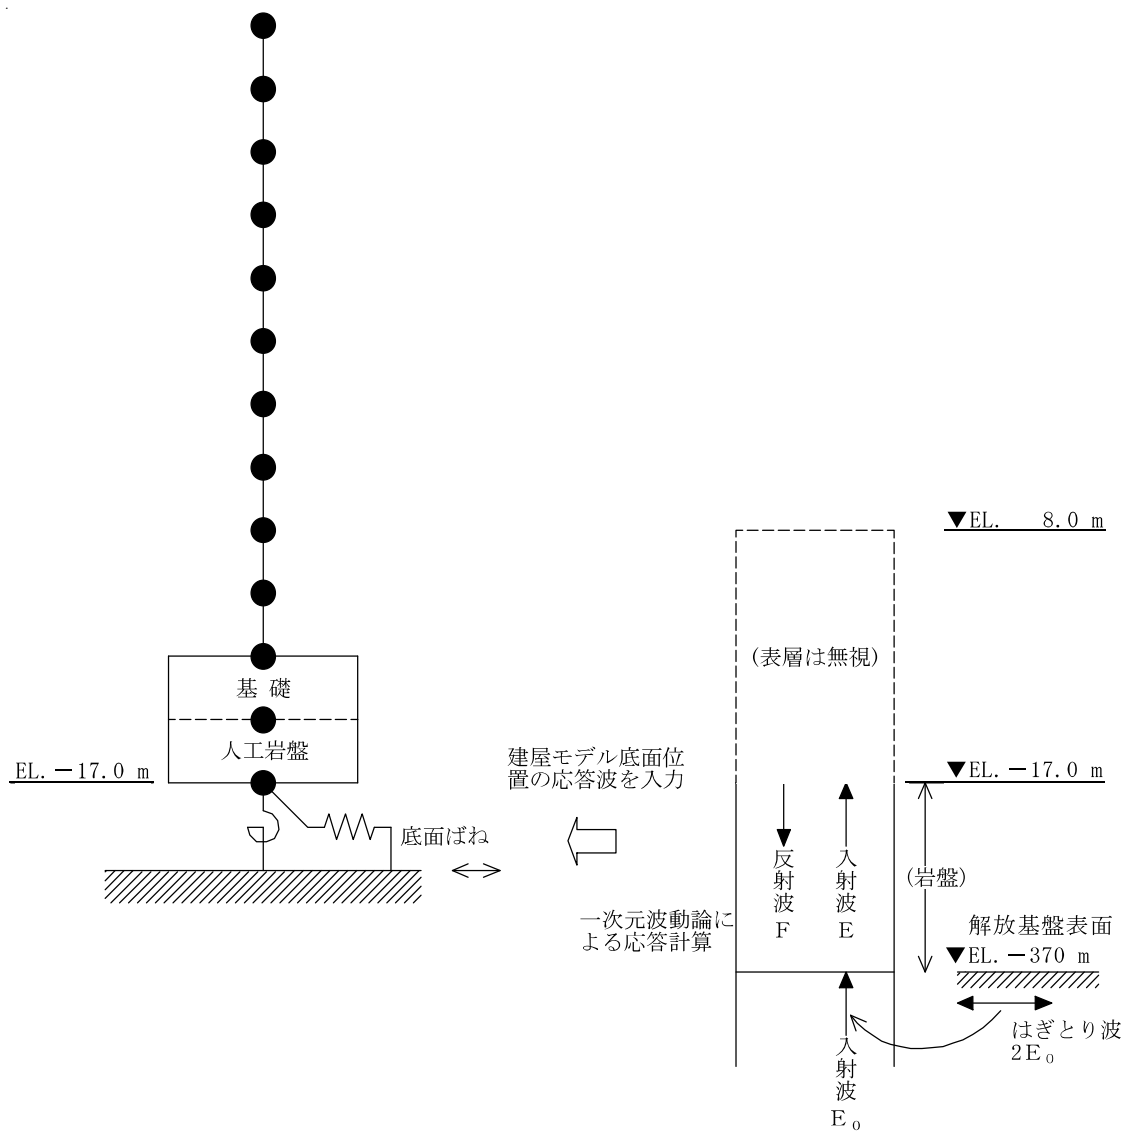 基 礎
人工岩盤
EL. －17.0 m
底面ばね
建屋モデル底面位
置の応答波を入力
一次元波動論に
よる応答計算
▼EL. 8.0 m
(表層は無視)
▼EL. －17.0 m
反射波F
入射波E
(岩盤)
解放基盤表面
▼EL. －370 m
はぎとり波
2E₀
入射波E₀